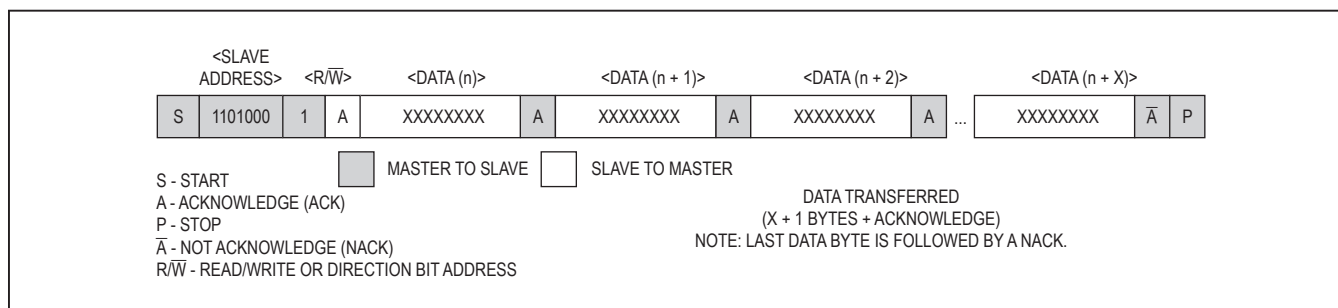 <SLAVE
ADDRESS> <R/W̅> <DATA (n)> <DATA (n + 1)> <DATA (n + 2)> <DATA (n + X)>
S 1101000 1 A XXXXXXXX A XXXXXXXX A XXXXXXXX A ... XXXXXXXX A̅ P
MASTER TO SLAVE SLAVE TO MASTER
S - START
A - ACKNOWLEDGE (ACK)
P - STOP
A̅ - NOT ACKNOWLEDGE (NACK)
R/W̅ - READ/WRITE OR DIRECTION BIT ADDRESS
DATA TRANSFERRED
(X + 1 BYTES + ACKNOWLEDGE)
NOTE: LAST DATA BYTE IS FOLLOWED BY A NACK.